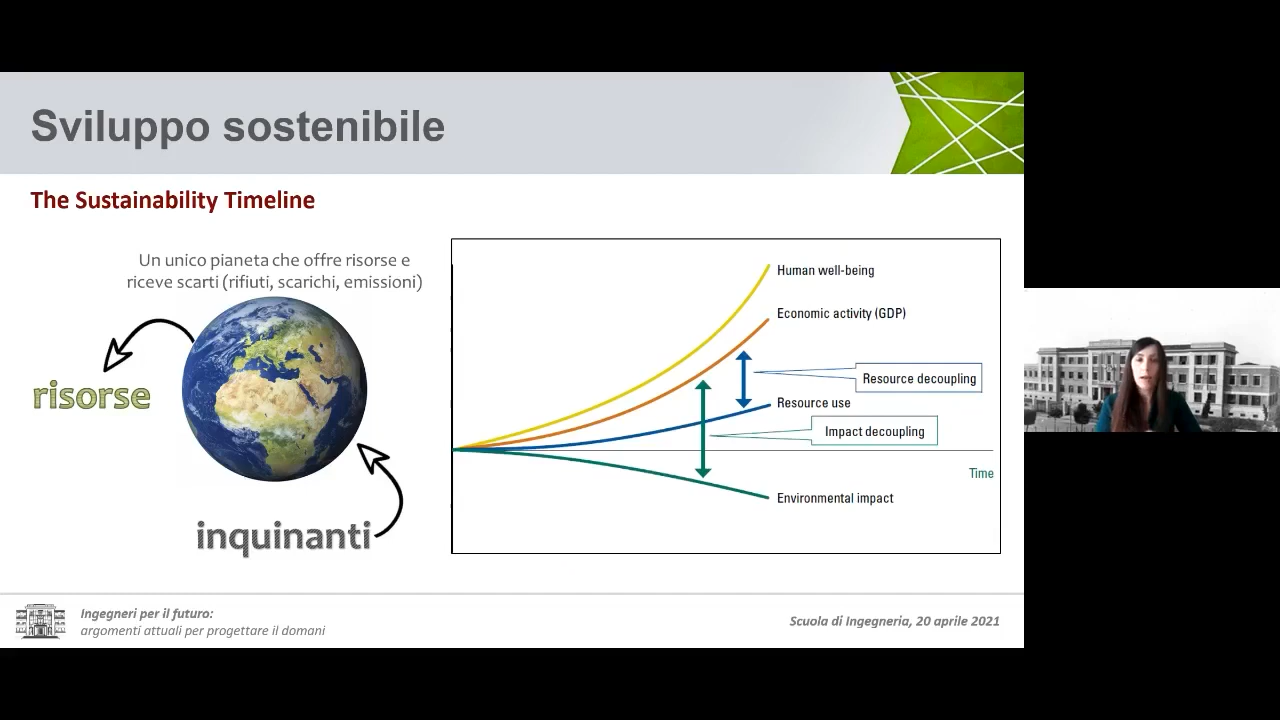 Sviluppo sostenibile
The Sustainability Timeline
Un unico pianeta che offre risorse e
riceve scarti (rifiuti, scarichi, emissioni)
risorse
inquinanti
Human well-being
Economic activity (GDP)
Resource decoupling
Resource use
Impact decoupling
Time
Environmental impact
Ingegneri per il futuro:
argomenti attuali per progettare il domani
Scuola di Ingegneria, 20 aprile 2021